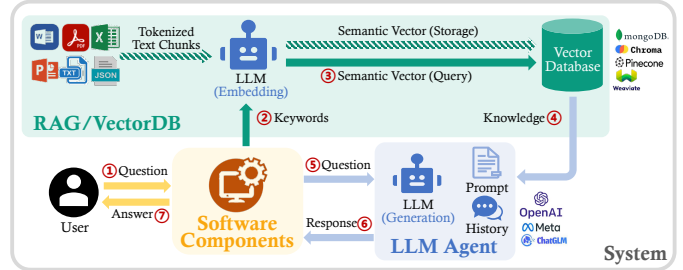 W
PDF
X
P
TXT
JSON
Tokenized
Text Chunks
LLM
(Embedding)
Semantic Vector (Storage)
③ Semantic Vector (Query)
Vector
Database
mongoDB.
Chroma
Pinecone
Weaviate
RAG/VectorDB
② Keywords
Knowledge ④
① Question
Answer ⑦
User
Software
Components
⑤ Question
Response ⑥
LLM
(Generation)
Prompt
History
LLM Agent
OpenAI
Meta
ChatGLM
System